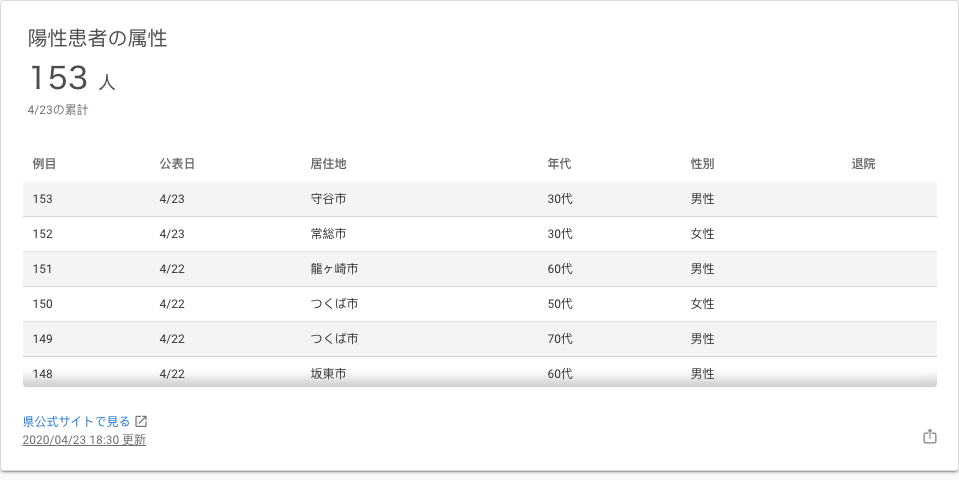 陽性患者の属性
153 人
4/23の累計
例目 公表日 居住地 年代 性別 退院
153 4/23 守谷市 30代 男性
152 4/23 常総市 30代 女性
151 4/22 龍ヶ崎市 60代 男性
150 4/22 つくば市 50代 女性
149 4/22 つくば市 70代 男性
148 4/22 坂東市 60代 男性
県公式サイトで見る
2020/04/23 18:30 更新